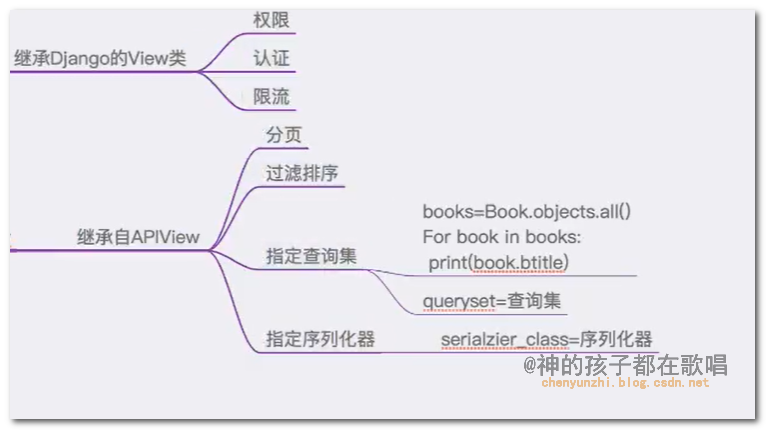 继承Django的View类
权限
认证
限流
继承自APIView
分页
过滤排序
指定查询集
books=Book.objects.all()
For book in books:
print(book.btitle)
queryset=查询集
指定序列化器
serialzier_class=序列化器
@神的孩子都在歌唱
chenyunzhi.blog.csdn.net